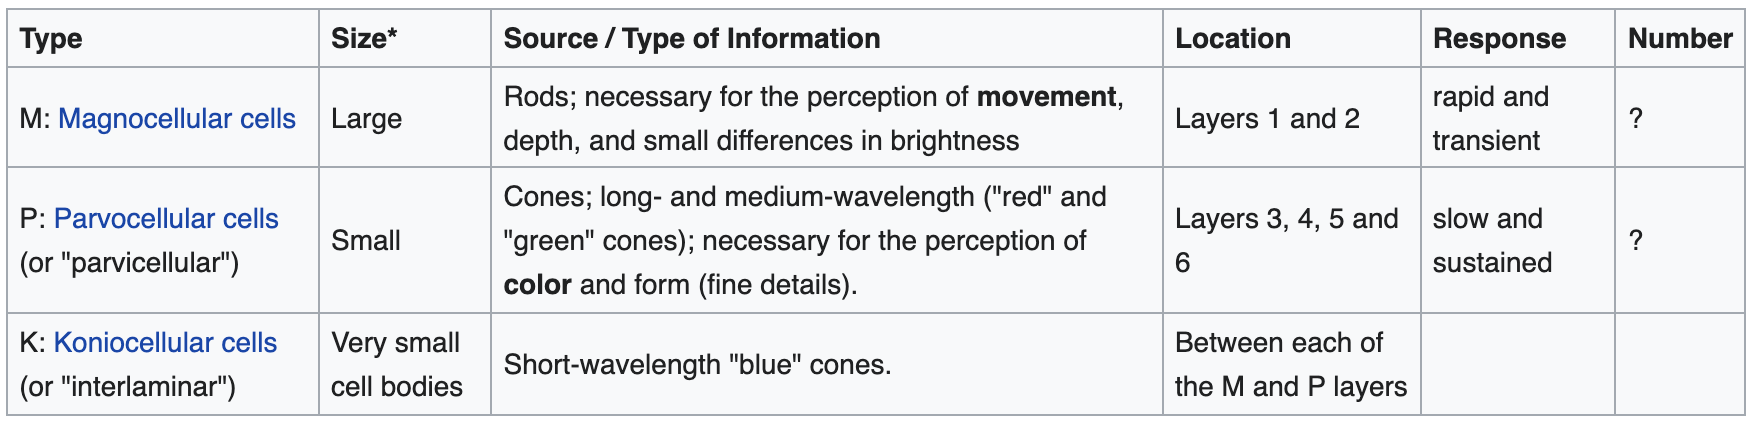 Type Size* Source / Type of Information Location Response Number
M: Magnocellular cells
Large
Rods; necessary for the perception of movement,
depth, and small differences in brightness
Layers 1 and 2
rapid and
transient
?
P: Parvocellular cells
(or "parvicellular")
Small
Cones; long- and medium-wavelength ("red" and
"green" cones); necessary for the perception of
color and form (fine details).
Layers 3, 4, 5 and
6
slow and
sustained
?
K: Koniocellular cells
(or "interlaminar")
Very small
cell bodies
Short-wavelength "blue" cones.
Between each of
the M and P layers